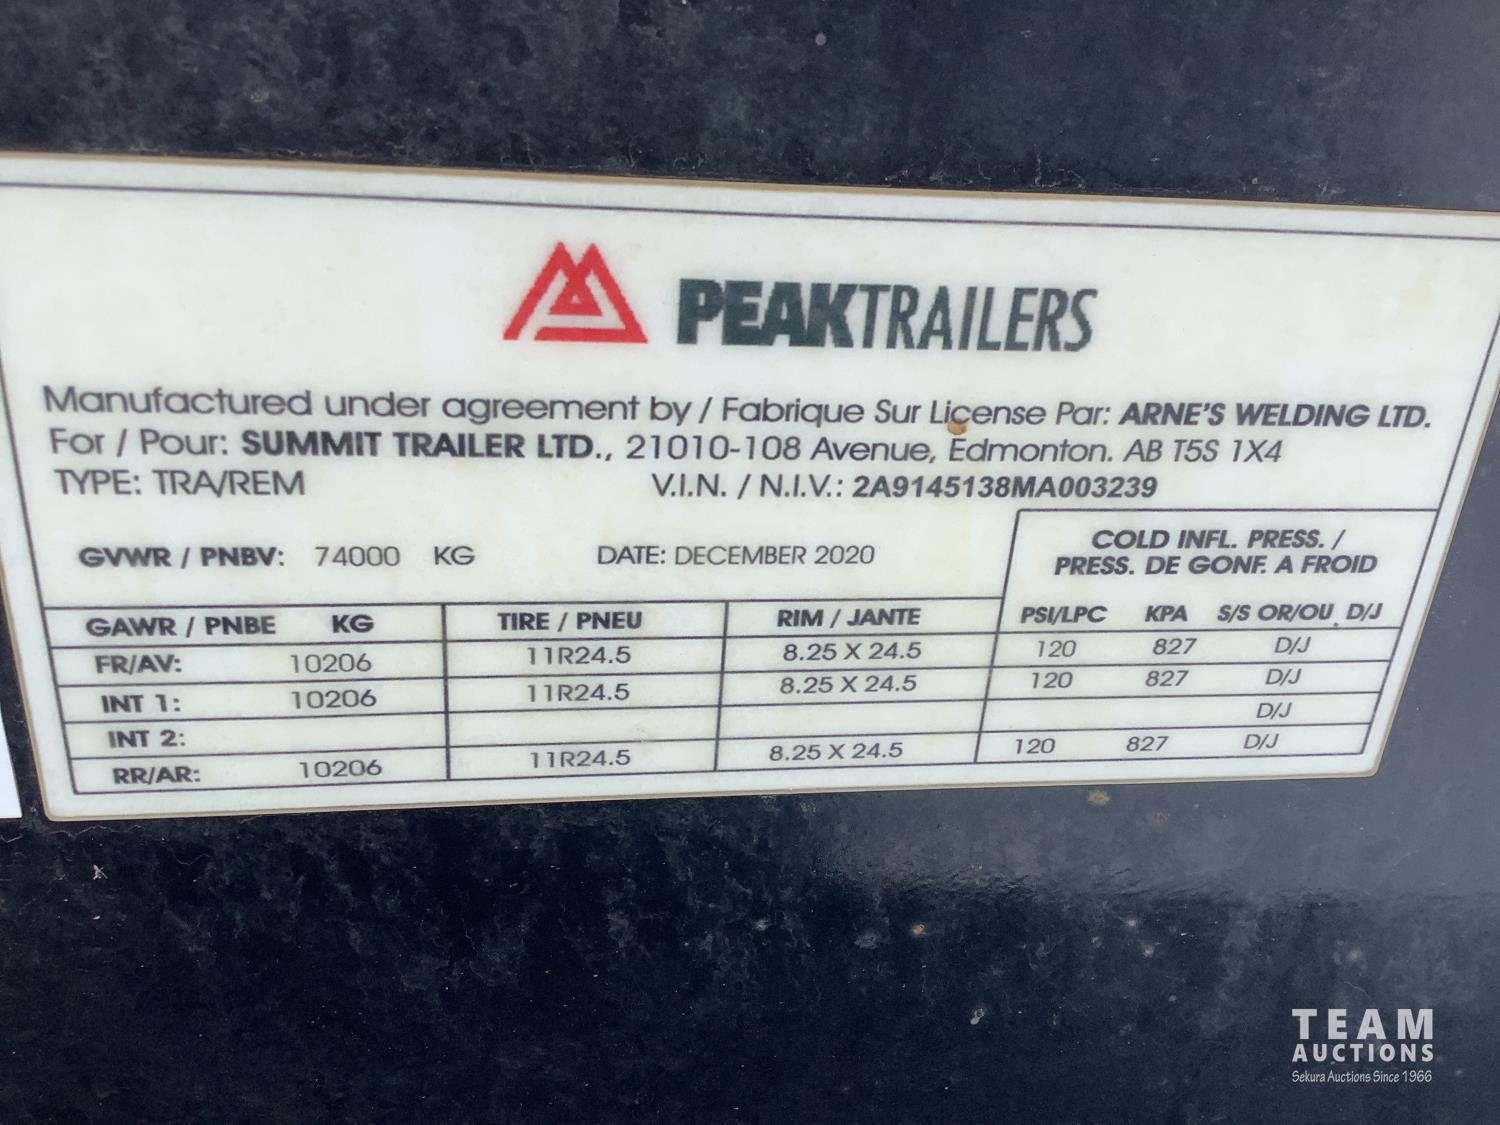 PEAKTRAILERS
Manufactured under agreement by / Fabrique Sur License Par: ARNE'S WELDING LTD.
For / Pour: SUMMIT TRAILER LTD., 21010-108 Avenue, Edmonton. AB T5S 1X4
TYPE: TRA/REM V.I.N. / N.I.V.: 2A9145138MA003239
GVWR / PNBV: 74000 KG DATE: DECEMBER 2020
COLD INFL. PRESS. /
PRESS. DE GONF. A FROID
GAWR / PNBE KG TIRE / PNEU RIM / JANTE PSI/LPC KPA S/S OR/OU D/J
FR/AV: 10206 11R24.5 8.25 X 24.5 120 827 D/J
INT 1: 10206 11R24.5 8.25 X 24.5 120 827 D/J
INT 2: D/J
RR/AR: 10206 11R24.5 8.25 X 24.5 120 827 D/J
TEAM
AUCTIONS
Sekura Auctions Since 1966